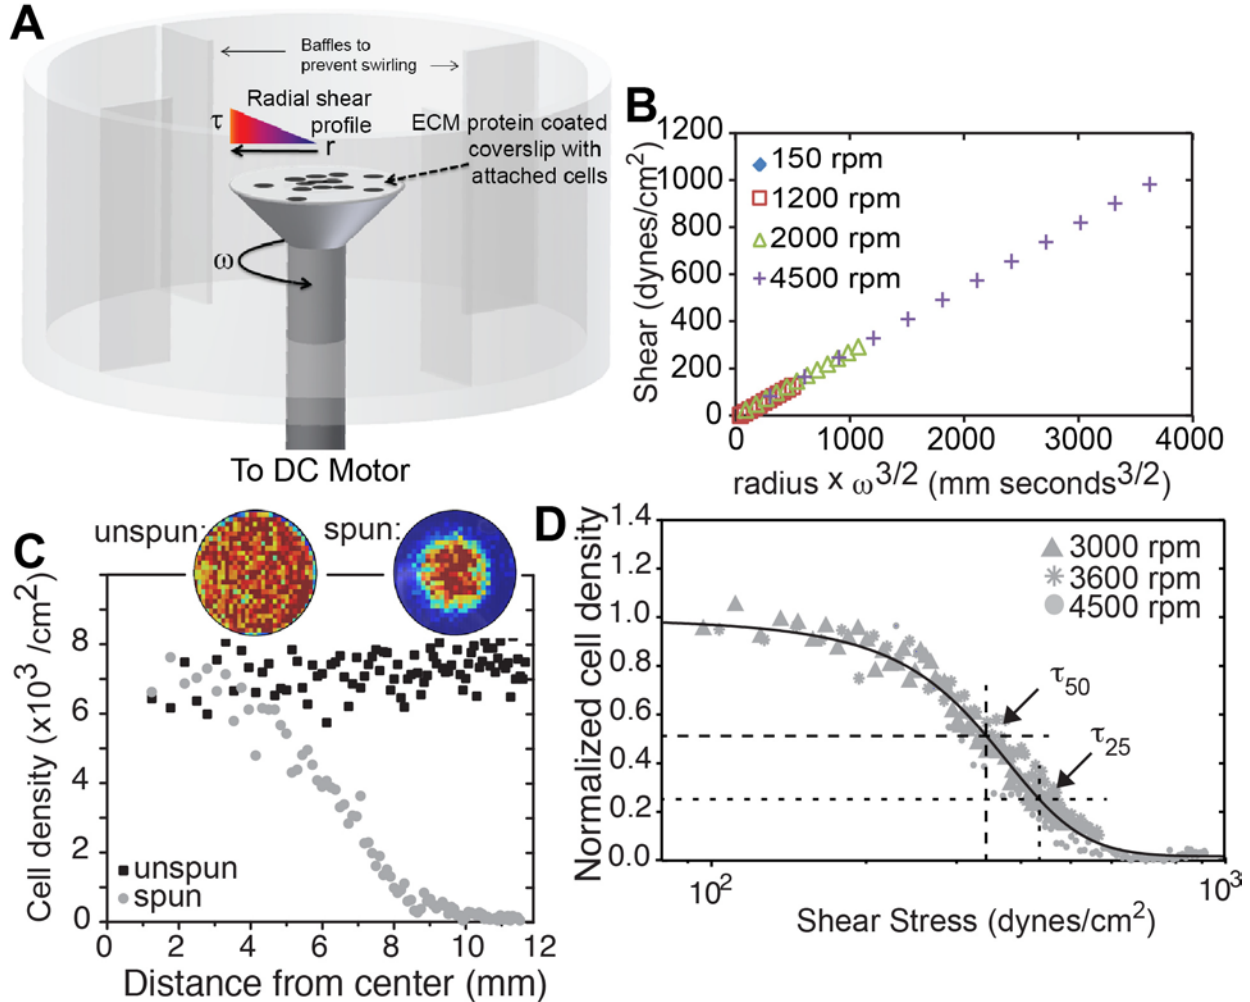 A
Baffles to
prevent swirling
Radial shear
profile
τ
r
ECM protein coated
coverslip with
attached cells
ω
To DC Motor
B
Shear (dynes/cm²)
1200
1000
800
600
400
200
0
150 rpm
1200 rpm
2000 rpm
4500 rpm
0 1000 2000 3000 4000
radius x ω³ᐟ² (mm seconds³ᐟ²)
C
unspun:
spun:
Cell density (x10³ /cm²)
8
6
4
2
0
unspun
spun
0 2 4 6 8 10 12
Distance from center (mm)
D
Normalized cell density
1.4
1.2
1.0
0.8
0.6
0.4
0.2
0.0
3000 rpm
3600 rpm
4500 rpm
τ₅₀
τ₂₅
10² 10³
Shear Stress (dynes/cm²)